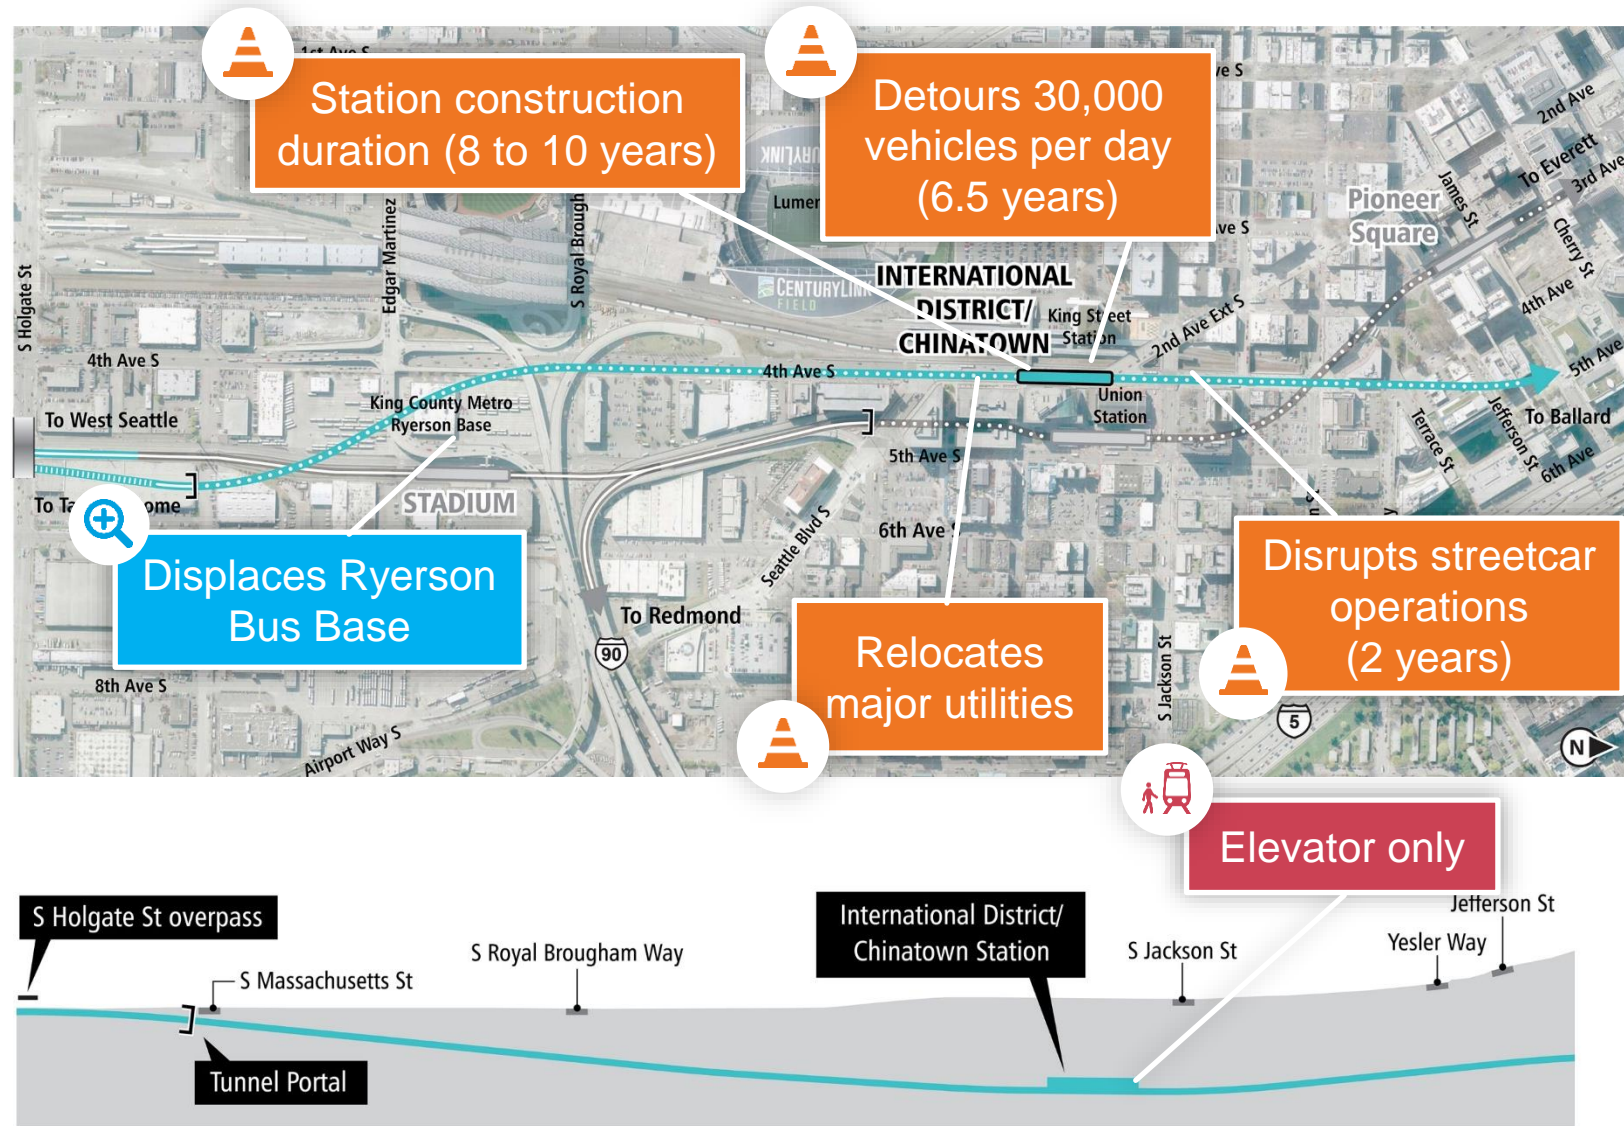 1st Ave S
Station construction
duration (8 to 10 years)
Detours 30,000
vehicles per day
(6.5 years)
ve S
2nd Ave
To Everett
3rd Ave
James St
Pioneer
Square
Cherry St
4th Ave
5th Ave
ve S
Lumen
CENTURYLINK
FIELD
Edgar Martinez
S Royal Brough
S Holgate St
INTERNATIONAL
DISTRICT/
CHINATOWN
King Street
Station
2nd Ave Ext S
4th Ave S
4th Ave S
Union
Station
King County Metro
Ryerson Base
To West Seattle
To Ta
ome
STADIUM
5th Ave S
6th Ave S
Seattle Blvd S
Terrace St
Jefferson St
To Ballard
6th Ave
Displaces Ryerson
Bus Base
To Redmond
90
Relocates
major utilities
Disrupts streetcar
operations
(2 years)
S Jackson St
5
N
8th Ave S
Airport Way S
Elevator only
S Holgate St overpass
S Massachusetts St
S Royal Brougham Way
International District/
Chinatown Station
S Jackson St
Yesler Way
Jefferson St
Tunnel Portal